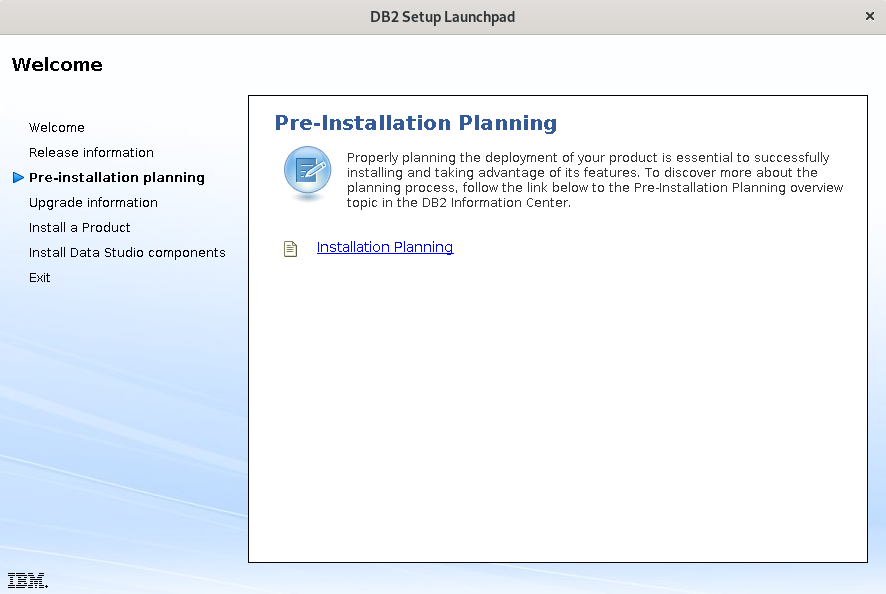 DB2 Setup Launchpad
Welcome
Welcome
Release information
Pre-installation planning
Upgrade information
Install a Product
Install Data Studio components
Exit
Pre-Installation Planning
Properly planning the deployment of your product is essential to successfully
installing and taking advantage of its features. To discover more about the
planning process, follow the link below to the Pre-Installation Planning overview
topic in the DB2 Information Center.
Installation Planning
IBM.